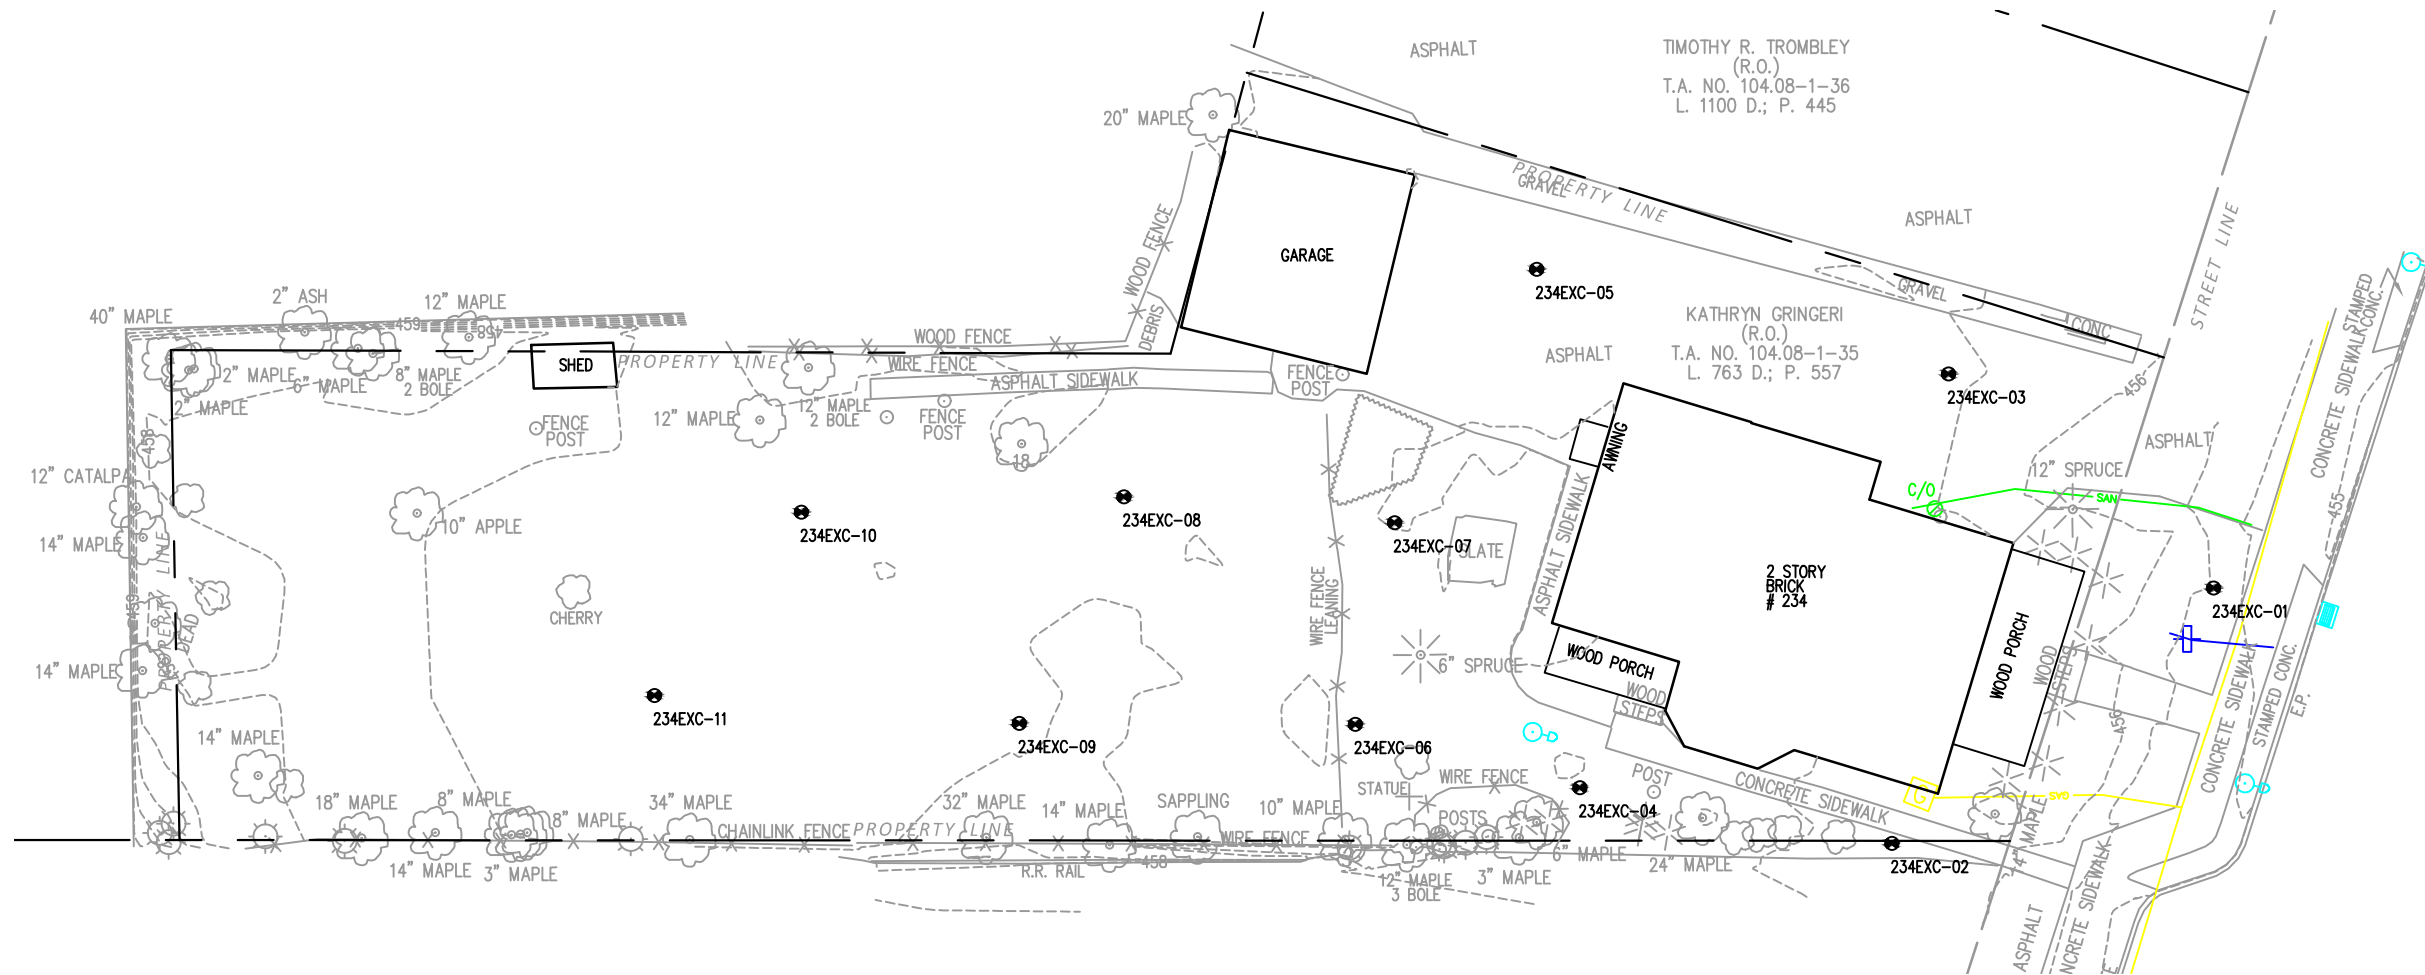 ASPHALT
TIMOTHY R. TROMBLEY
(R.O.)
T.A. NO. 104.08-1-36
L. 1100 D.; P. 445
20" MAPLE
PROPERTY LINE
GRAVEL
ASPHALT
STREET LINE
WOOD FENCE
GARAGE
234EXC-05
GRAVEL
STAMPED
CONC.
2" ASH
12" MAPLE
40" MAPLE
459
458
DEBRIS
KATHRYN GRINGERI
(R.O.)
T.A. NO. 104.08-1-35
L. 763 D.; P. 557
CONC
WOOD FENCE
WIRE FENCE
ASPHALT
SHED
PROPERTY LINE
ASPHALT SIDEWALK
FENCE
POST
2" MAPLE
6" MAPLE
8" MAPLE
2 BOLE
2" MAPLE
234EXC-03
456
CONCRETE SIDEWALK
12" MAPLE
12" MAPLE
2 BOLE
FENCE
POST
FENCE
POST
AWNING
ASPHALT
458
18
12" CATALPA
12" SPRUCE
C/O
SAN
455
234EXC-10
234EXC-08
234EXC-07
10" APPLE
14" MAPLE
SLATE
ASPHALT SIDEWALK
PROPERTY LINE
459
2 STORY
BRICK
# 234
WIRE FENCE
LEANING
CHERRY
DEAD
234EXC-01
14" MAPLE
6" SPRUCE
WOOD PORCH
WOOD
STEPS
WOOD PORCH
WOOD
STEPS
STAMPED CONC.
E.P.
CONCRETE SIDEWALK
456
234EXC-11
234EXC-09
234EXC-06
14" MAPLE
POST
WIRE FENCE
STATUE
CONCRETE SIDEWALK
G
GAS
18" MAPLE
8" MAPLE
8" MAPLE
34" MAPLE
32" MAPLE
14" MAPLE
SAPPLING
10" MAPLE
POSTS
234EXC-04
CHAINLINK FENCE
PROPERTY LINE
WIRE FENCE
14" MAPLE
3" MAPLE
R.R. RAIL
458
12" MAPLE
3 BOLE
3" MAPLE
6" MAPLE
24" MAPLE
234EXC-02
4" MAPLE
ASPHALT
NCRETE SIDEWALK